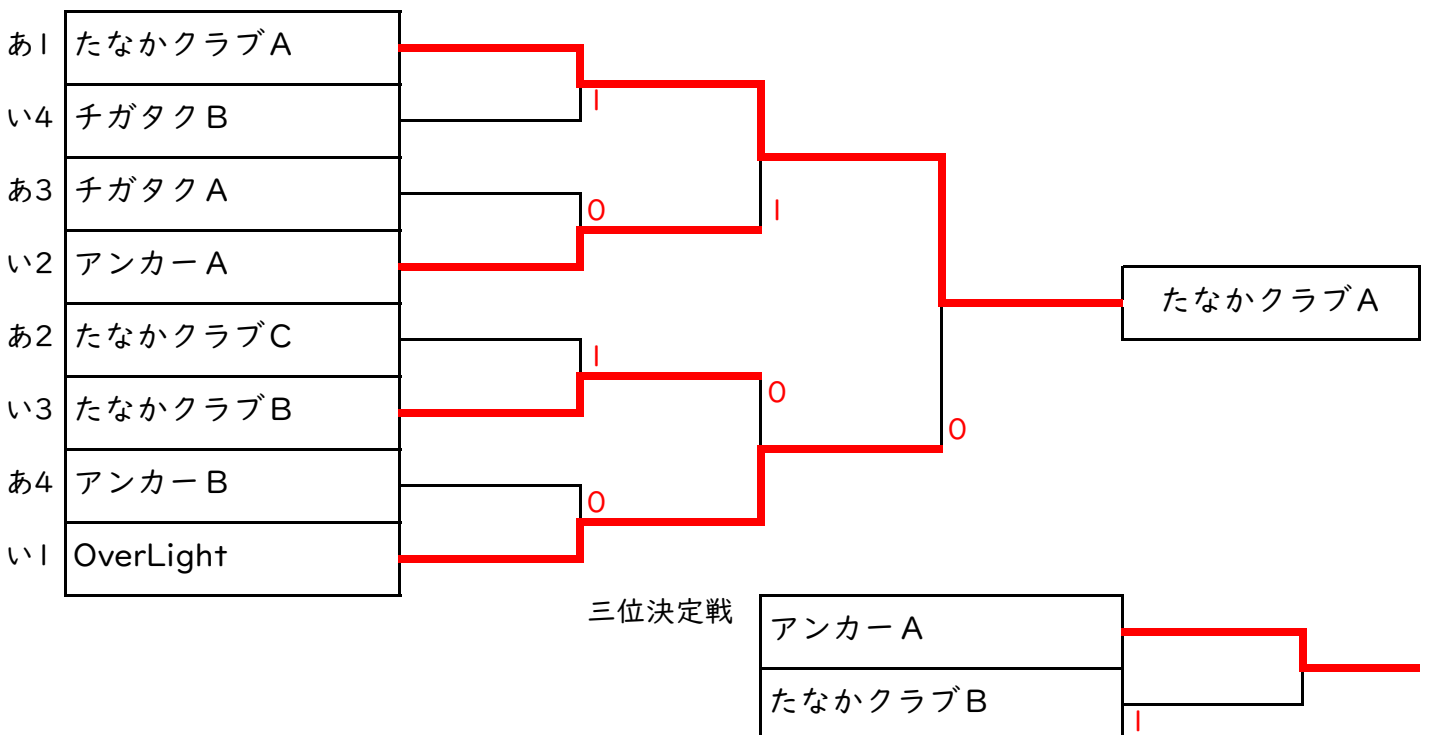 あ1 たなかクラブA
い4 チガタクB
1
あ3 チガタクA
0
1
い2 アンカーA
たなかクラブA
あ2 たなかクラブC
1
0
い3 たなかクラブB
0
あ4 アンカーB
0
い1 OverLight
三位決定戦
アンカーA
たなかクラブB
1